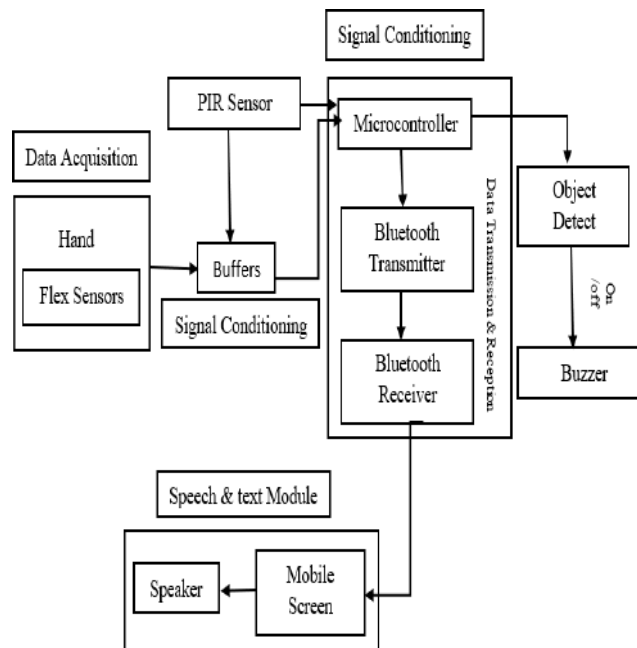 Signal Conditioning
PIR Sensor
Microcontroller
Data Acquisition
Hand
Flex Sensors
Buffers
Signal Conditioning
Bluetooth
Transmitter
Bluetooth
Receiver
Data Transmission & Reception
Object
Detect
On
/off
Buzzer
Speech & text Module
Speaker
Mobile
Screen